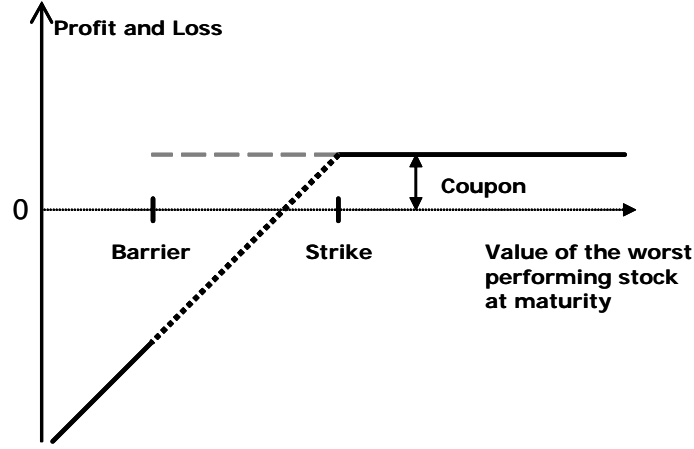 Profit and Loss
Coupon
0
Barrier
Strike
Value of the worst
performing stock
at maturity